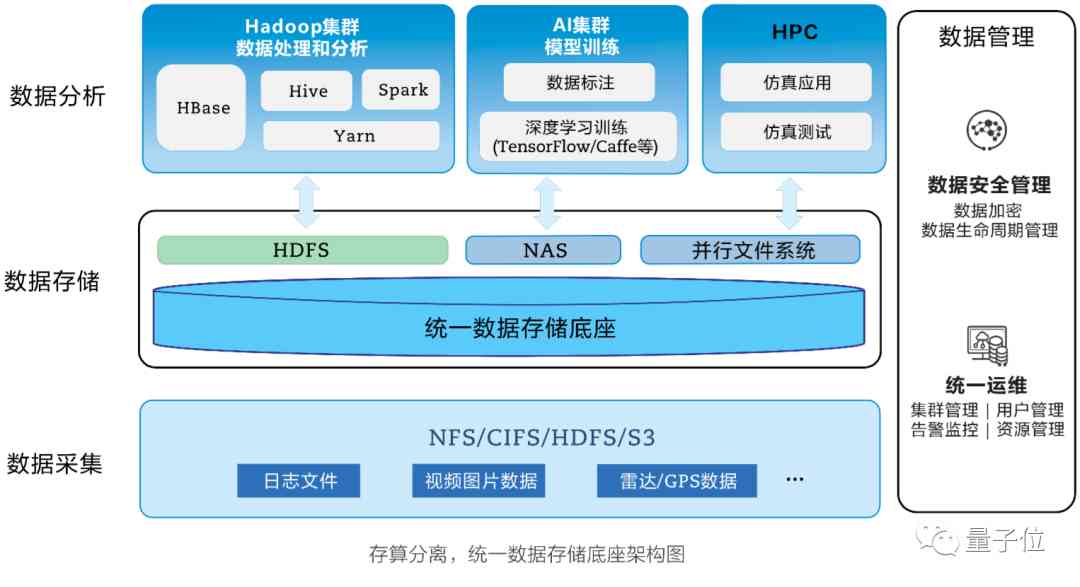 数据分析
Hadoop集群
数据处理和分析
HBase
Hive
Spark
Yarn
AI集群
模型训练
数据标注
深度学习训练
(TensorFlow/Caffe等)
HPC
仿真应用
仿真测试
数据存储
HDFS
NAS
并行文件系统
统一数据存储底座
数据采集
NFS/CIFS/HDFS/S3
日志文件
视频图片数据
雷达/GPS数据
...
数据管理
数据安全管理
数据加密
数据生命周期管理
统一运维
集群管理 | 用户管理
告警监控 | 资源管理
量子位
存算分离，统一数据存储底座架构图